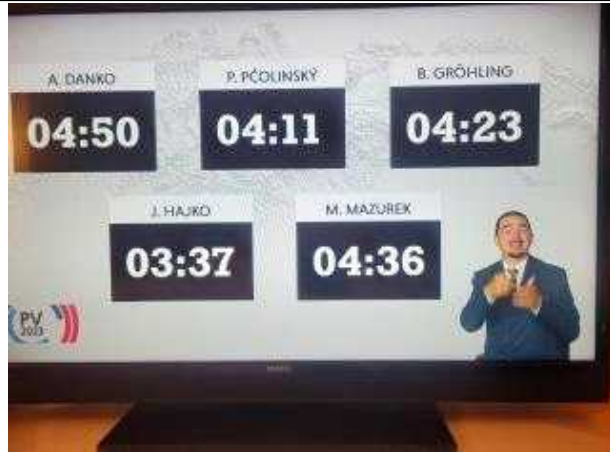 A. DANKO
P. PČOLINSKÝ
B. GRÖHLING
04:50
04:11
04:23
J. HAJKO
M. MAZUREK
03:37
04:36
PV
2023